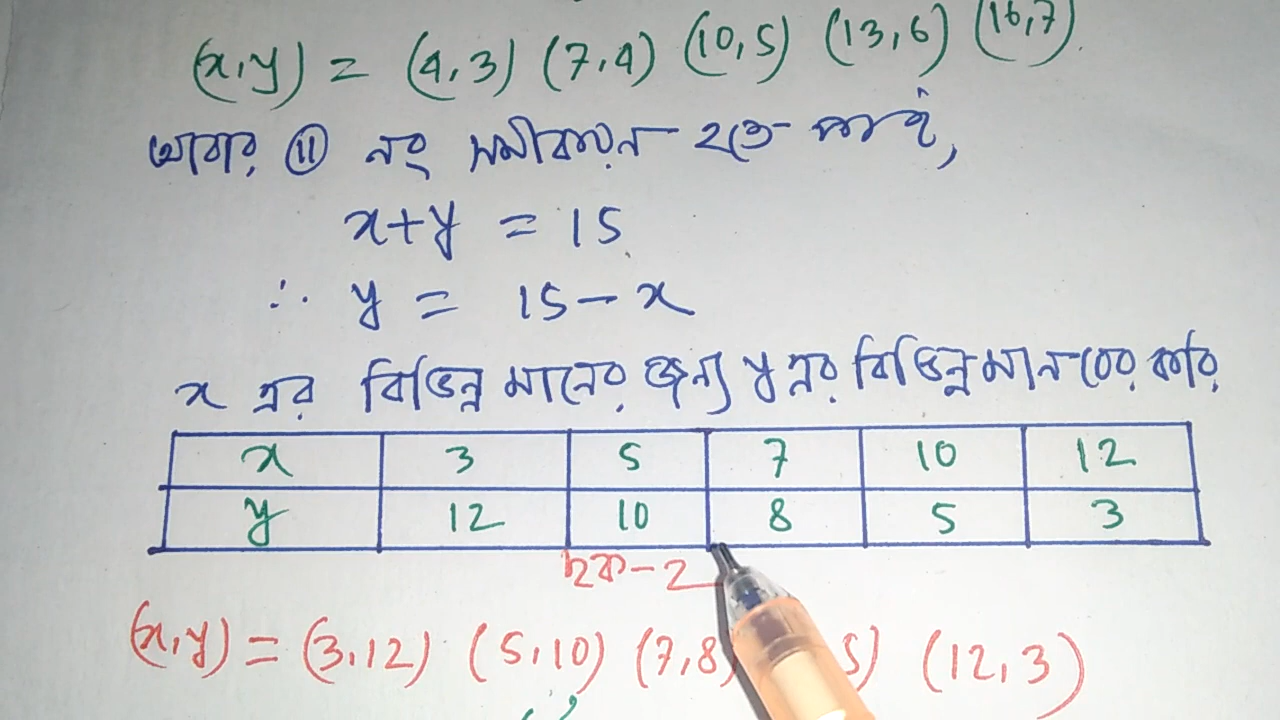 (x,y) = (4,3) (7,4) (10,5) (13,6) (16,7)
আবার, (ii) নং সমীকরণ হতে পাই,
x+y = 15
∴ y = 15-x
x এর বিভিন্ন মানের জন্য y এর বিভিন্ন মান বের করি
x 3 5 7 10 12
y 12 10 8 5 3
ছক-2
(x,y) = (3,12) (5,10) (7,8) 5) (12,3)